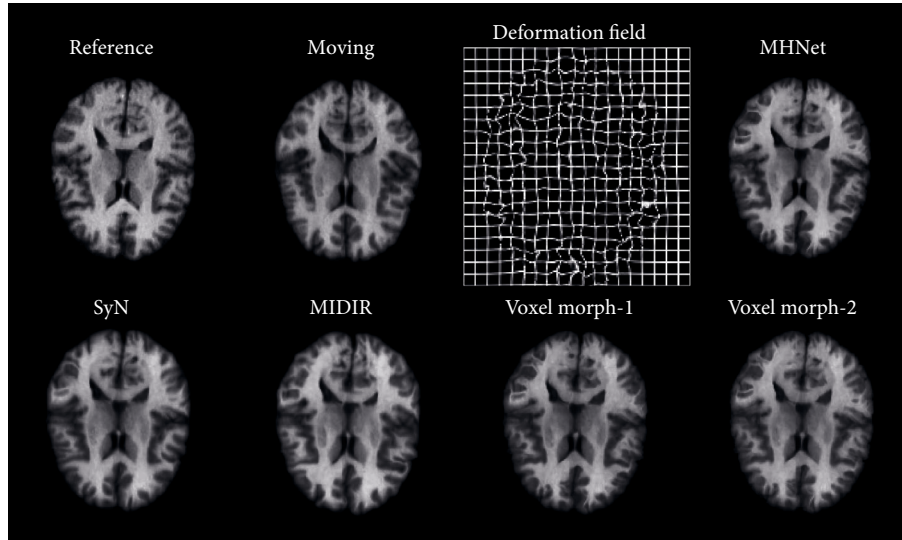 Reference
Moving
Deformation field
MHNet
SyN
MIDIR
Voxel morph-1
Voxel morph-2